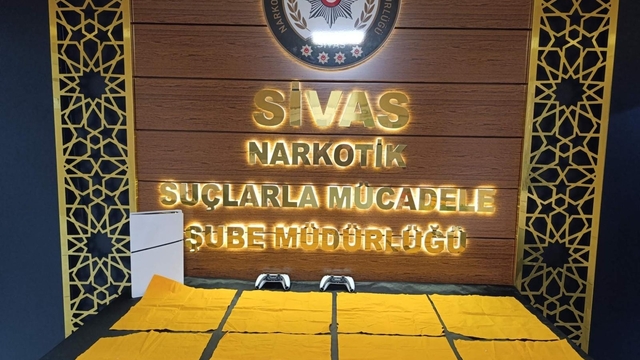 SİVAS
NARKOTİK
SUÇLARLA MÜCADELE
ŞUBE MÜDÜRLÜĞÜ